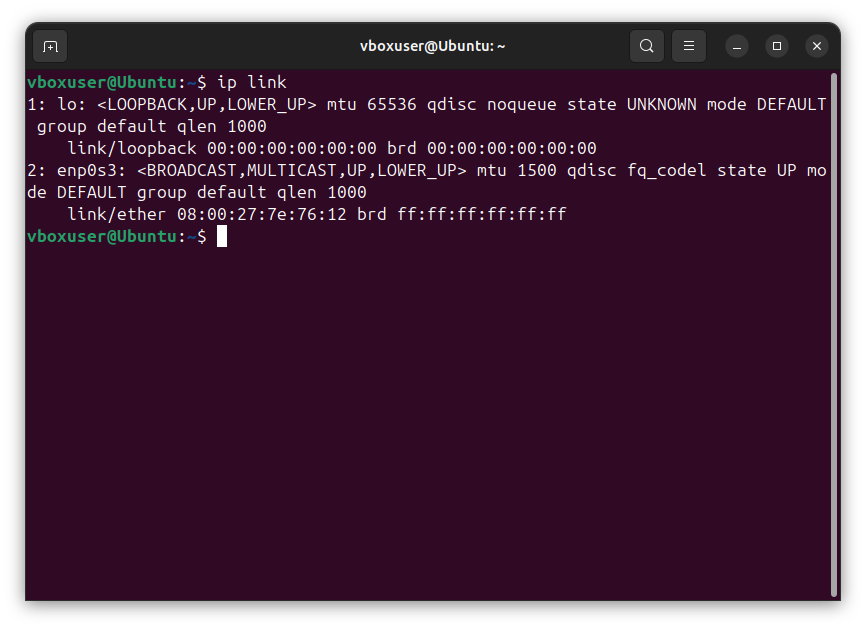 vboxuser@Ubuntu: ~
vboxuser@Ubuntu:~$ ip link
1: lo: <LOOPBACK,UP,LOWER_UP> mtu 65536 qdisc noqueue state UNKNOWN mode DEFAULT
 group default qlen 1000
    link/loopback 00:00:00:00:00:00 brd 00:00:00:00:00:00
2: enp0s3: <BROADCAST,MULTICAST,UP,LOWER_UP> mtu 1500 qdisc fq_codel state UP mo
de DEFAULT group default qlen 1000
    link/ether 08:00:27:7e:76:12 brd ff:ff:ff:ff:ff:ff
vboxuser@Ubuntu:~$